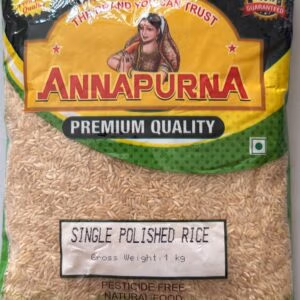 THE BRAND YOU CAN TRUST
GUARANTEED
ANNAPURNA
PREMIUM QUALITY
SINGLE POLISHED RICE
Gross Weight:1 kg
PESTICIDE FREE
NATURAL FOOD